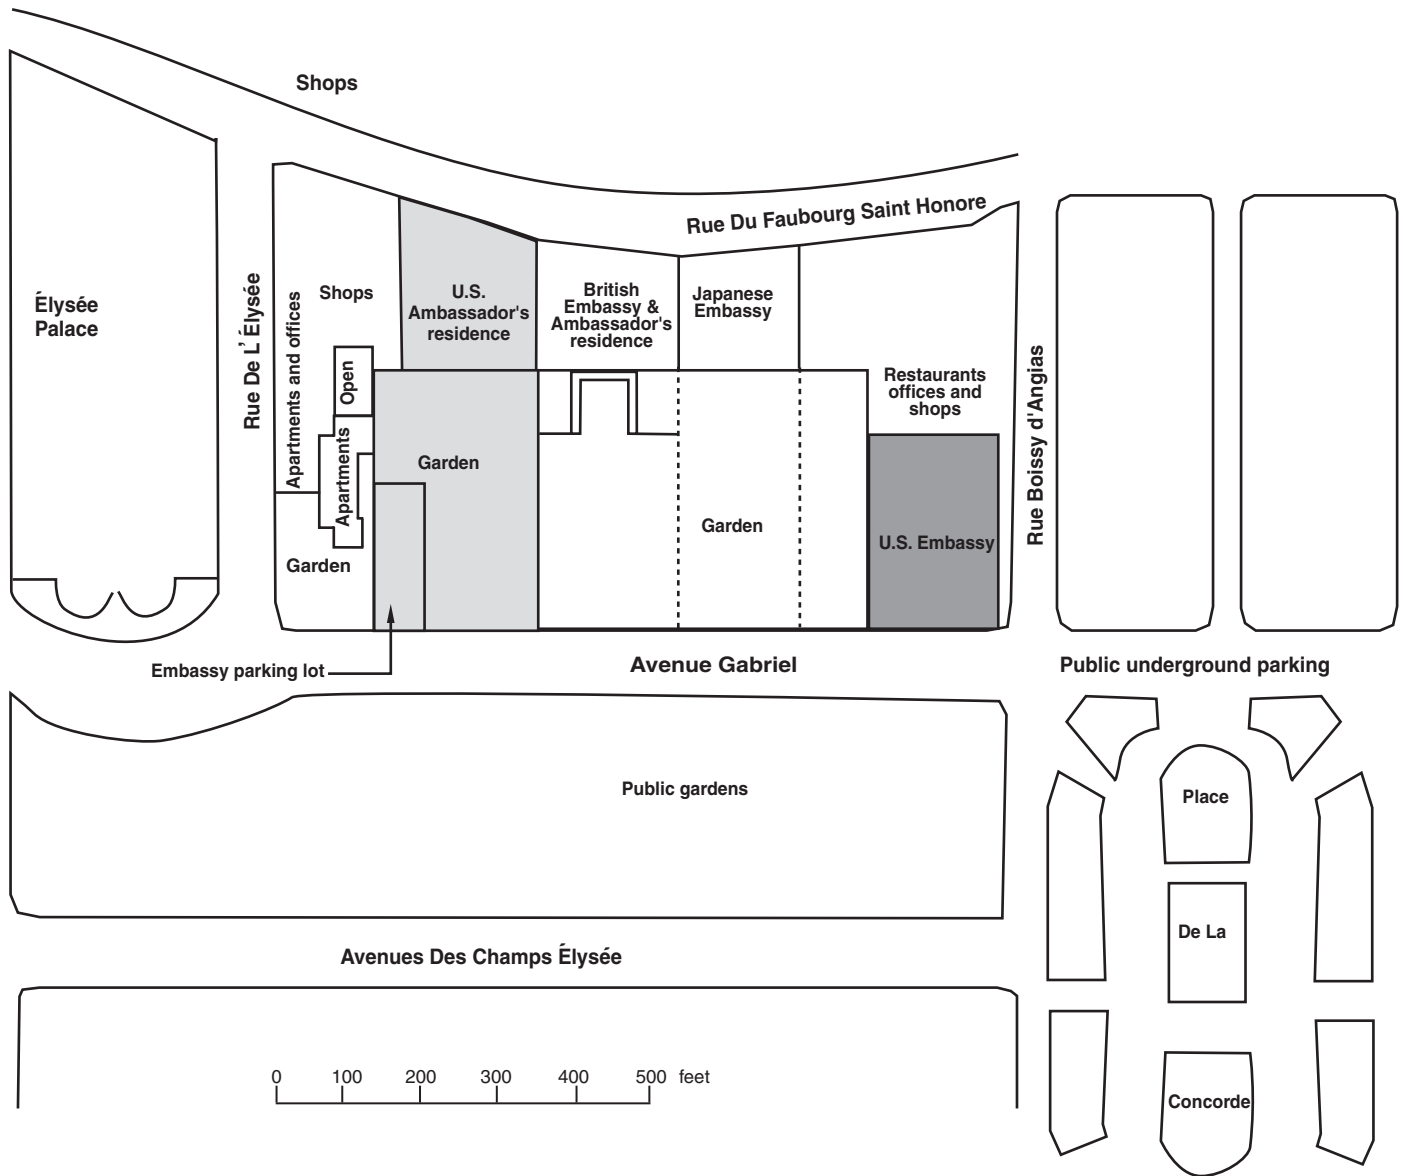 Shops
Rue Du Faubourg Saint Honore
Élysée
Palace
Rue De L' Élysée
Apartments and offices
Shops
Open
Apartments
Garden
U.S.
Ambassador's
residence
Garden
British
Embassy &
Ambassador's
residence
Japanese
Embassy
Garden
Restaurants
offices and
shops
U.S. Embassy
Rue Boissy d'Angias
Embassy parking lot
Avenue Gabriel
Public underground parking
Public gardens
Place
De La
Concorde
Avenues Des Champs Élysée
0 100 200 300 400 500 feet